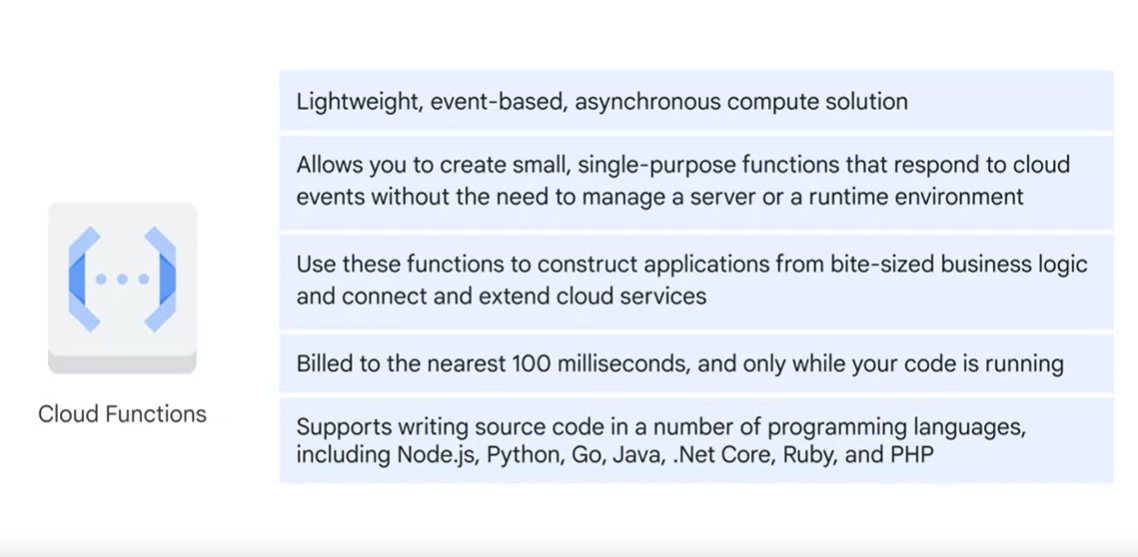 Lightweight, event-based, asynchronous compute solution
Allows you to create small, single-purpose functions that respond to cloud
events without the need to manage a server or a runtime environment
Use these functions to construct applications from bite-sized business logic
and connect and extend cloud services
Billed to the nearest 100 milliseconds, and only while your code is running
Cloud Functions
Supports writing source code in a number of programming languages,
including Node.js, Python, Go, Java, .Net Core, Ruby, and PHP